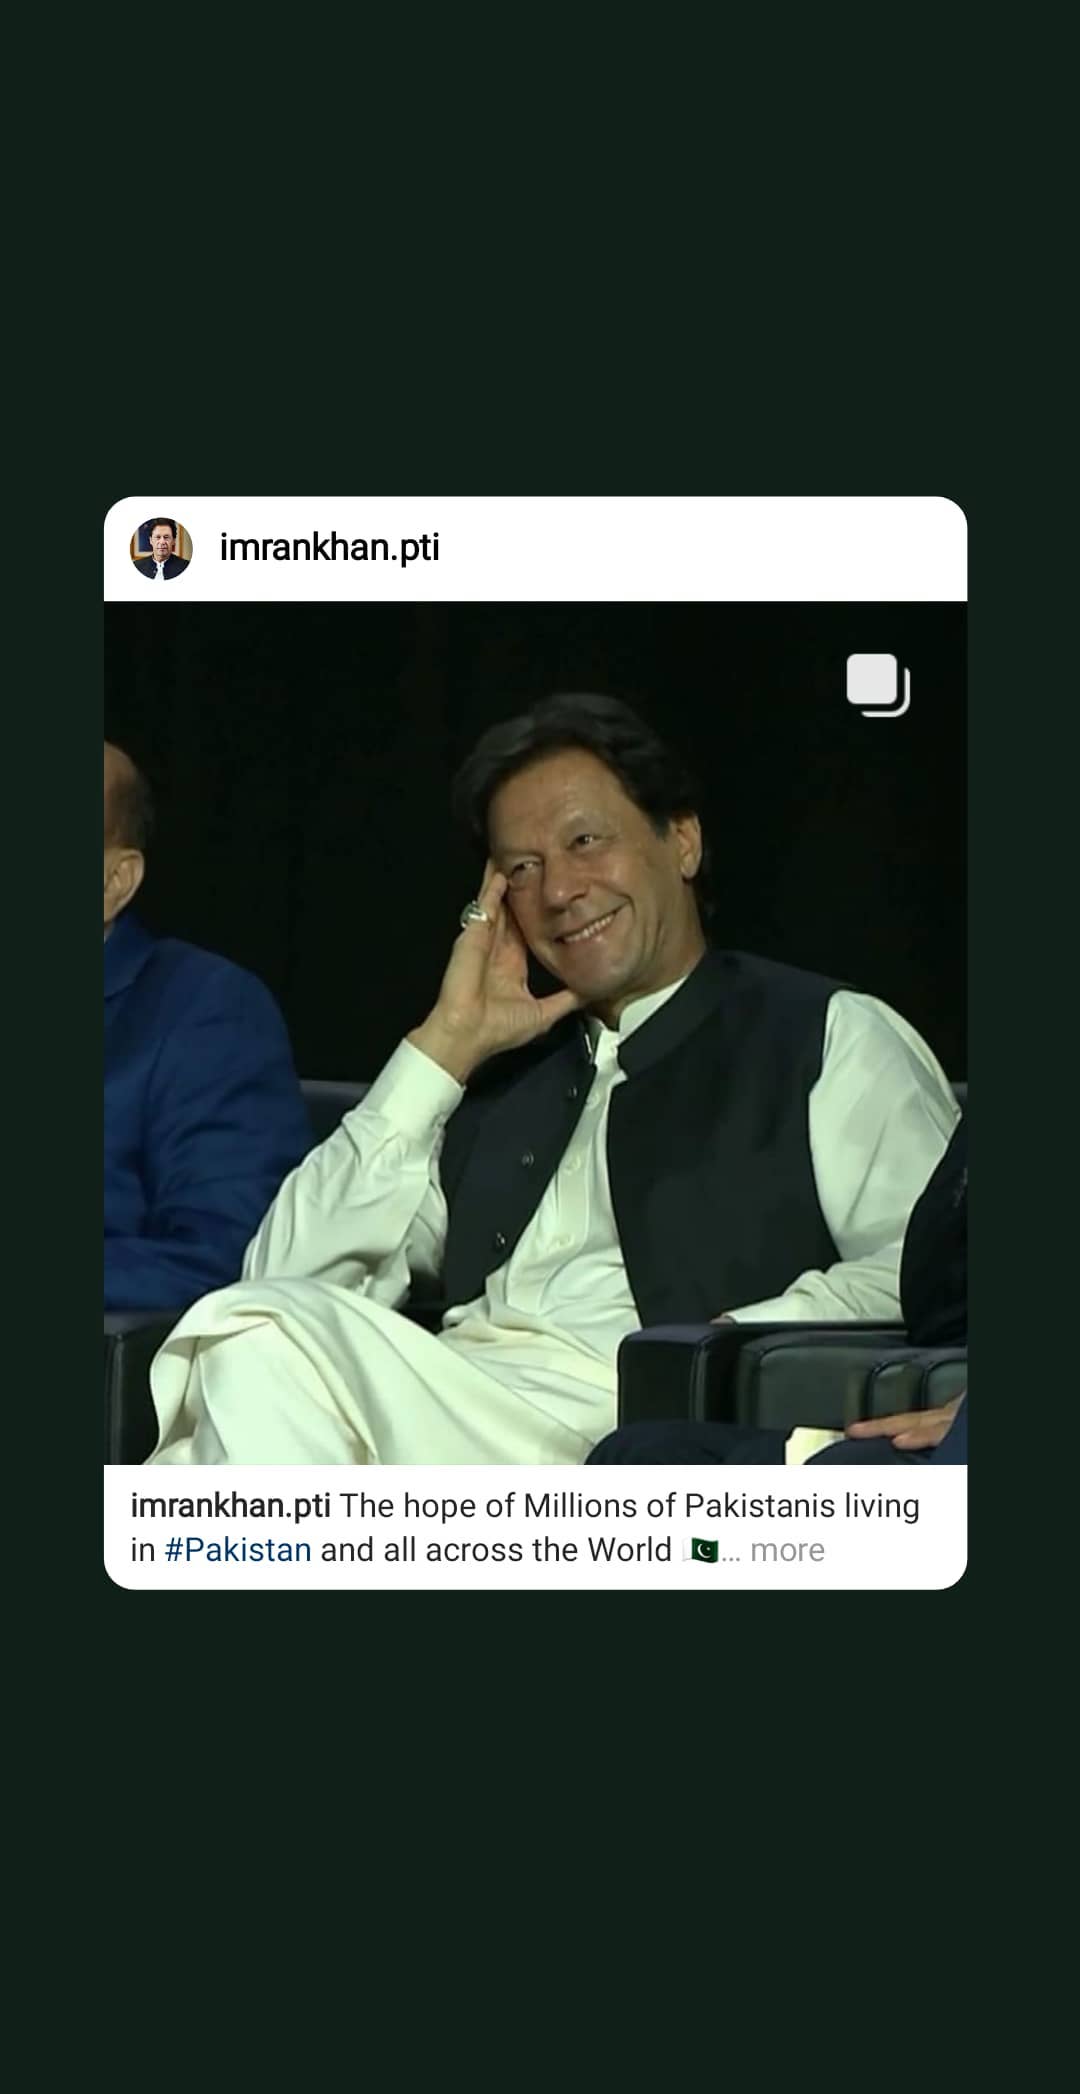 imrankhan.pti
imrankhan.pti The hope of Millions of Pakistanis living
in #Pakistan and all across the World 🇵🇰... more